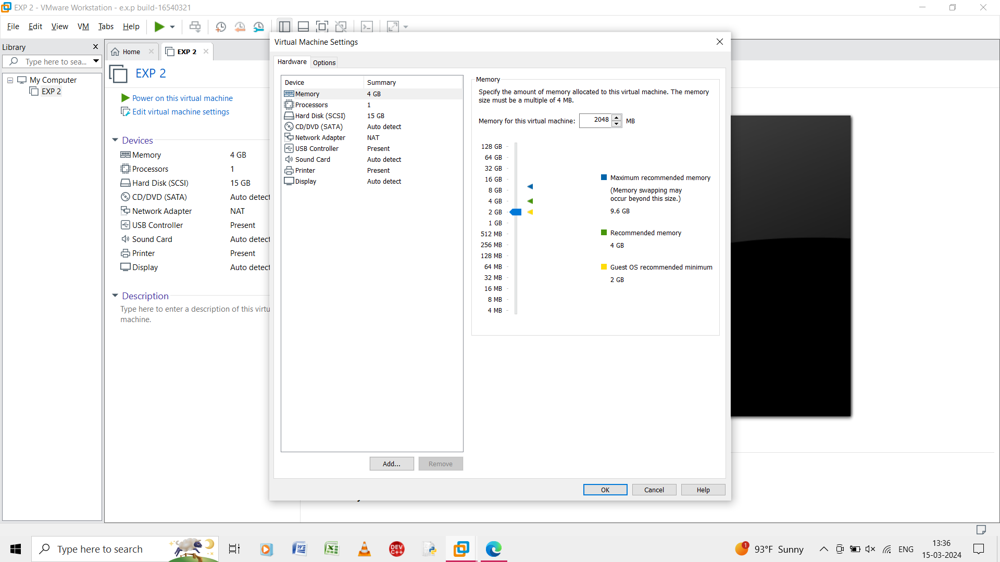 EXP 2 - VMware Workstation - e.x.p build-16540321
File Edit View VM Tabs Help
Library
Type here to sea...
My Computer
EXP 2
Home
EXP 2
EXP 2
Power on this virtual machine
Edit virtual machine settings
Devices
Memory 4 GB
Processors 1
Hard Disk (SCSI) 15 GB
CD/DVD (SATA) Auto detect
Network Adapter NAT
USB Controller Present
Sound Card Auto detect
Printer Present
Display Auto detect
Description
Type here to enter a description of this virtu
machine.
Virtual Machine Settings
Hardware Options
Device Summary
Memory 4 GB
Processors 1
Hard Disk (SCSI) 15 GB
CD/DVD (SATA) Auto detect
Network Adapter NAT
USB Controller Present
Sound Card Auto detect
Printer Present
Display Auto detect
Add... Remove
Memory
Specify the amount of memory allocated to this virtual machine. The memory
size must be a multiple of 4 MB.
Memory for this virtual machine: 2048 MB
128 GB
64 GB
32 GB
16 GB
8 GB
4 GB
2 GB
1 GB
512 MB
256 MB
128 MB
64 MB
32 MB
16 MB
8 MB
4 MB
Maximum recommended memory
(Memory swapping may
occur beyond this size.)
9.6 GB
Recommended memory
4 GB
Guest OS recommended minimum
2 GB
OK Cancel Help
Type here to search
DEV
C++
1
93°F Sunny
ENG
13:36
15-03-2024